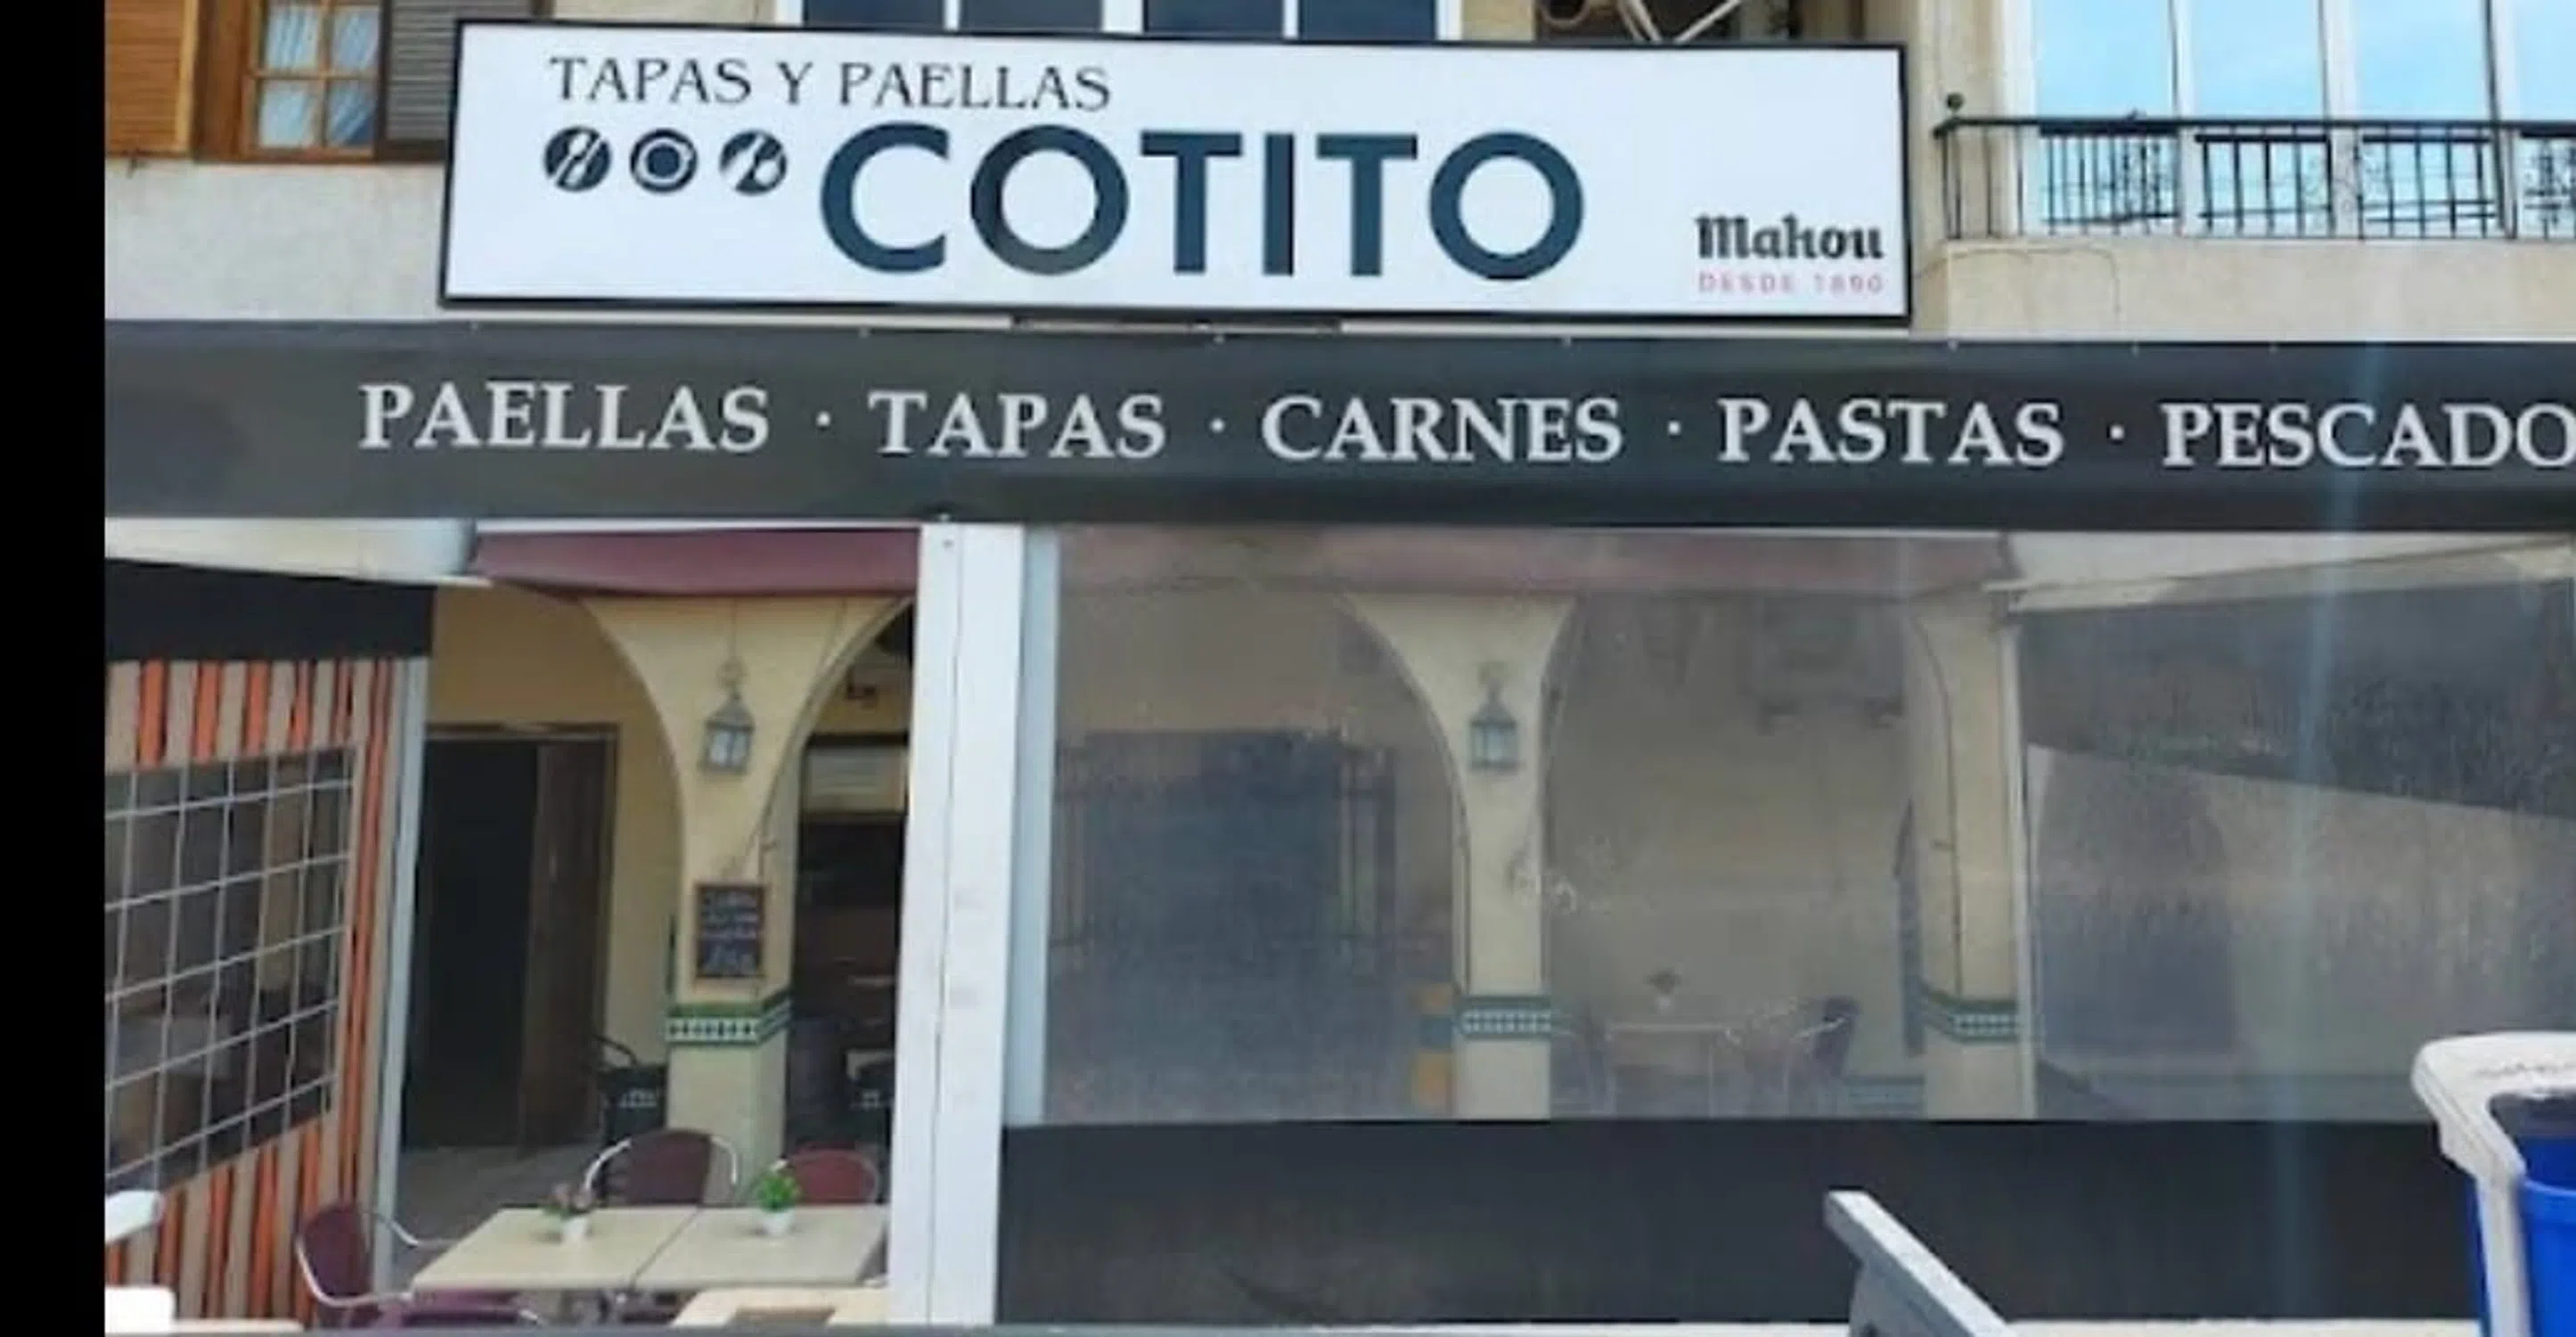 TAPAS Y PAELLAS
COTITO
Mahou
DESDE 1890
PAELLAS · TAPAS · CARNES · PASTAS · PESCADO